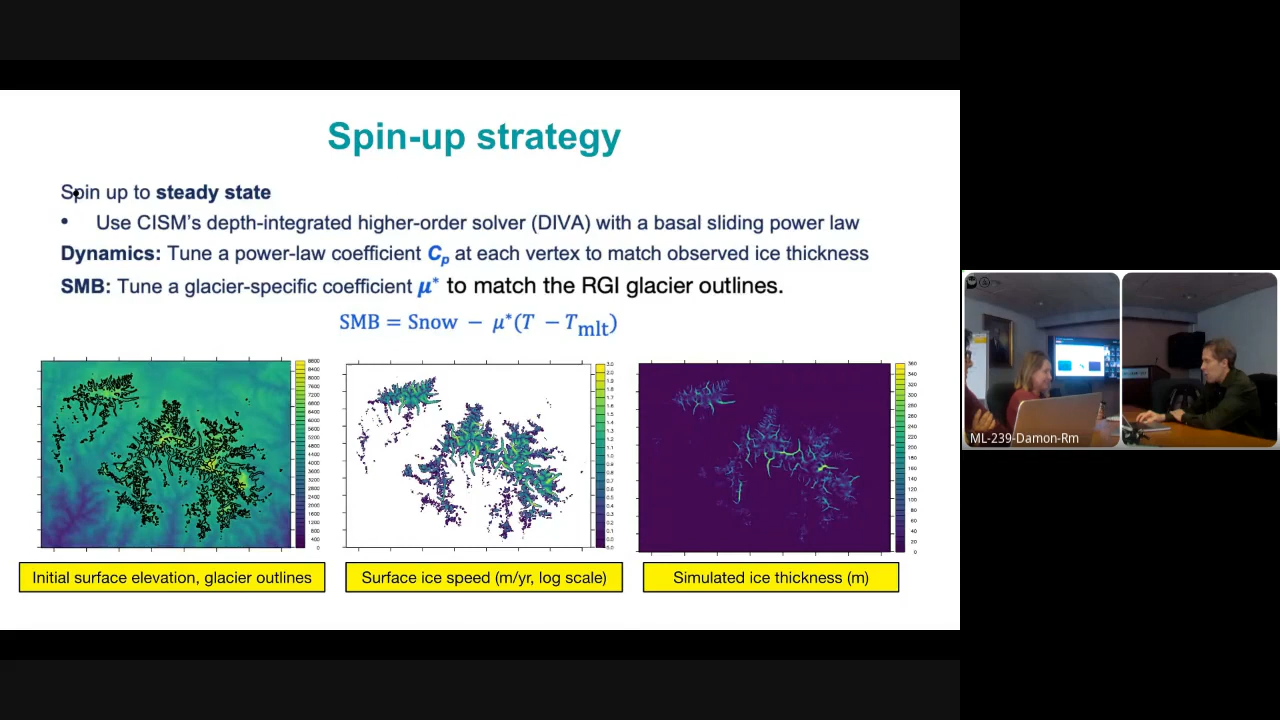 Spin-up strategy
Spin up to steady state
• Use CISM's depth-integrated higher-order solver (DIVA) with a basal sliding power law
Dynamics: Tune a power-law coefficient Cp at each vertex to match observed ice thickness
SMB: Tune a glacier-specific coefficient μ* to match the RGI glacier outlines.
SMB = Snow − μ*(T − Tmlt)
Initial surface elevation, glacier outlines
Surface ice speed (m/yr, log scale)
Simulated ice thickness (m)
ML-239-Damon-Rm